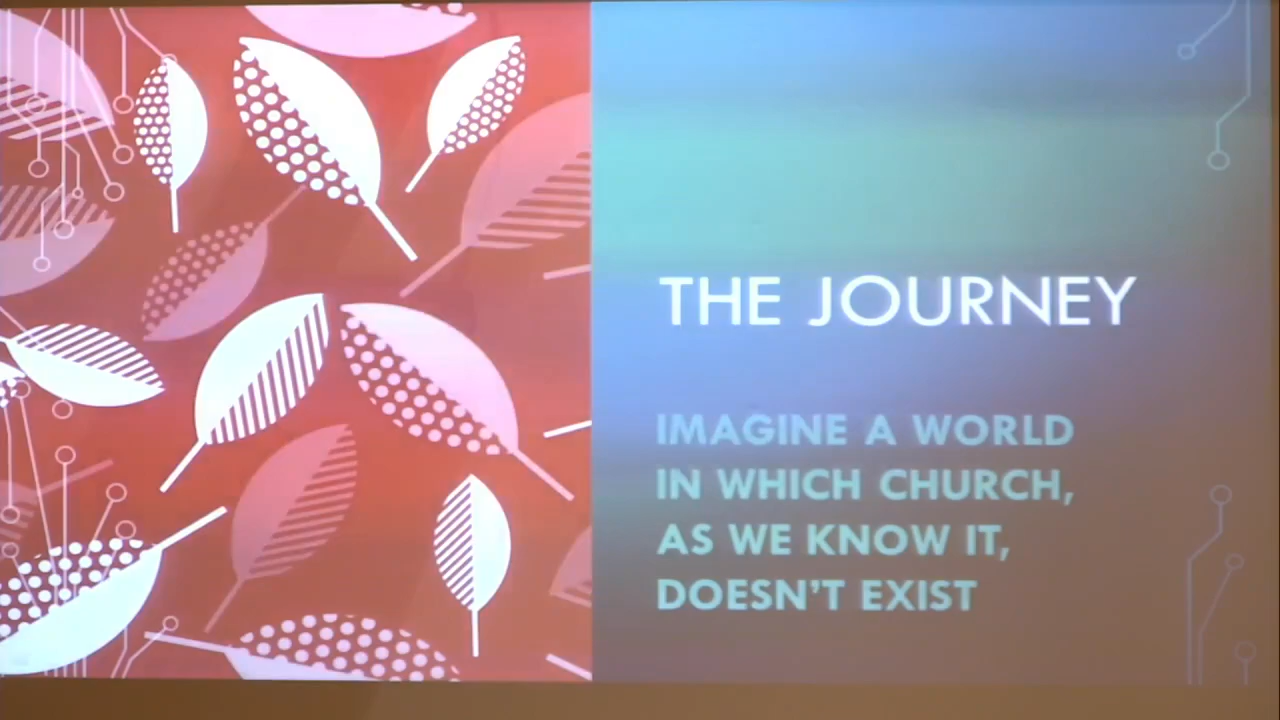 THE JOURNEY
IMAGINE A WORLD
IN WHICH CHURCH,
AS WE KNOW IT,
DOESN'T EXIST